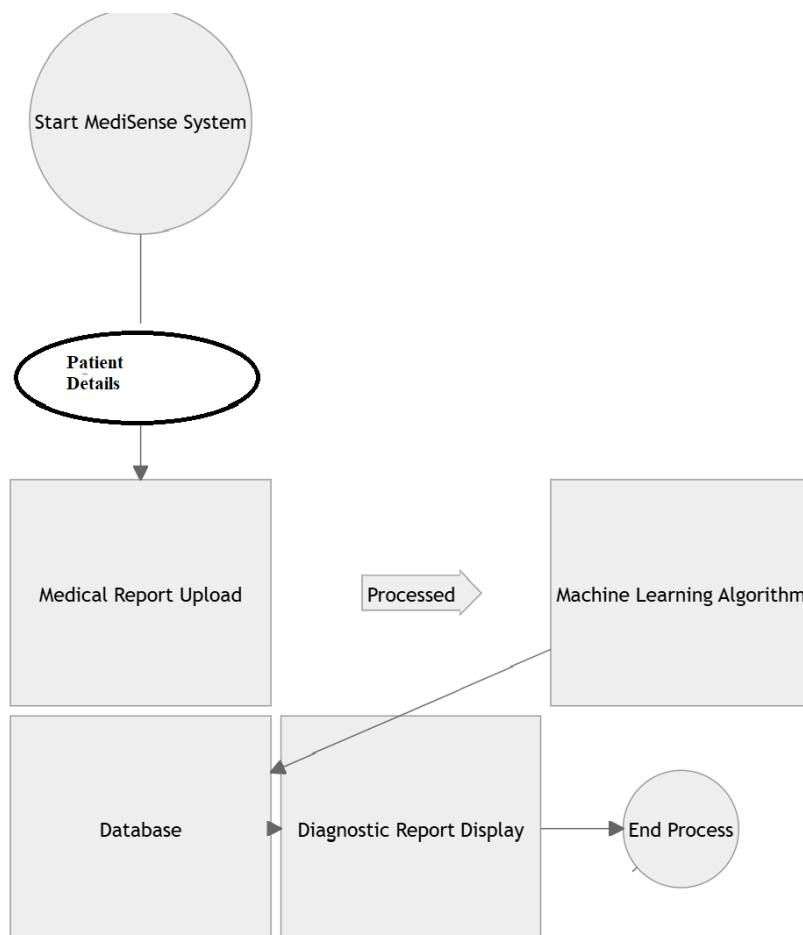 Start MediSense System
Patient
Details
Medical Report Upload
Processed
Machine Learning Algorithm
Database
Diagnostic Report Display
End Process